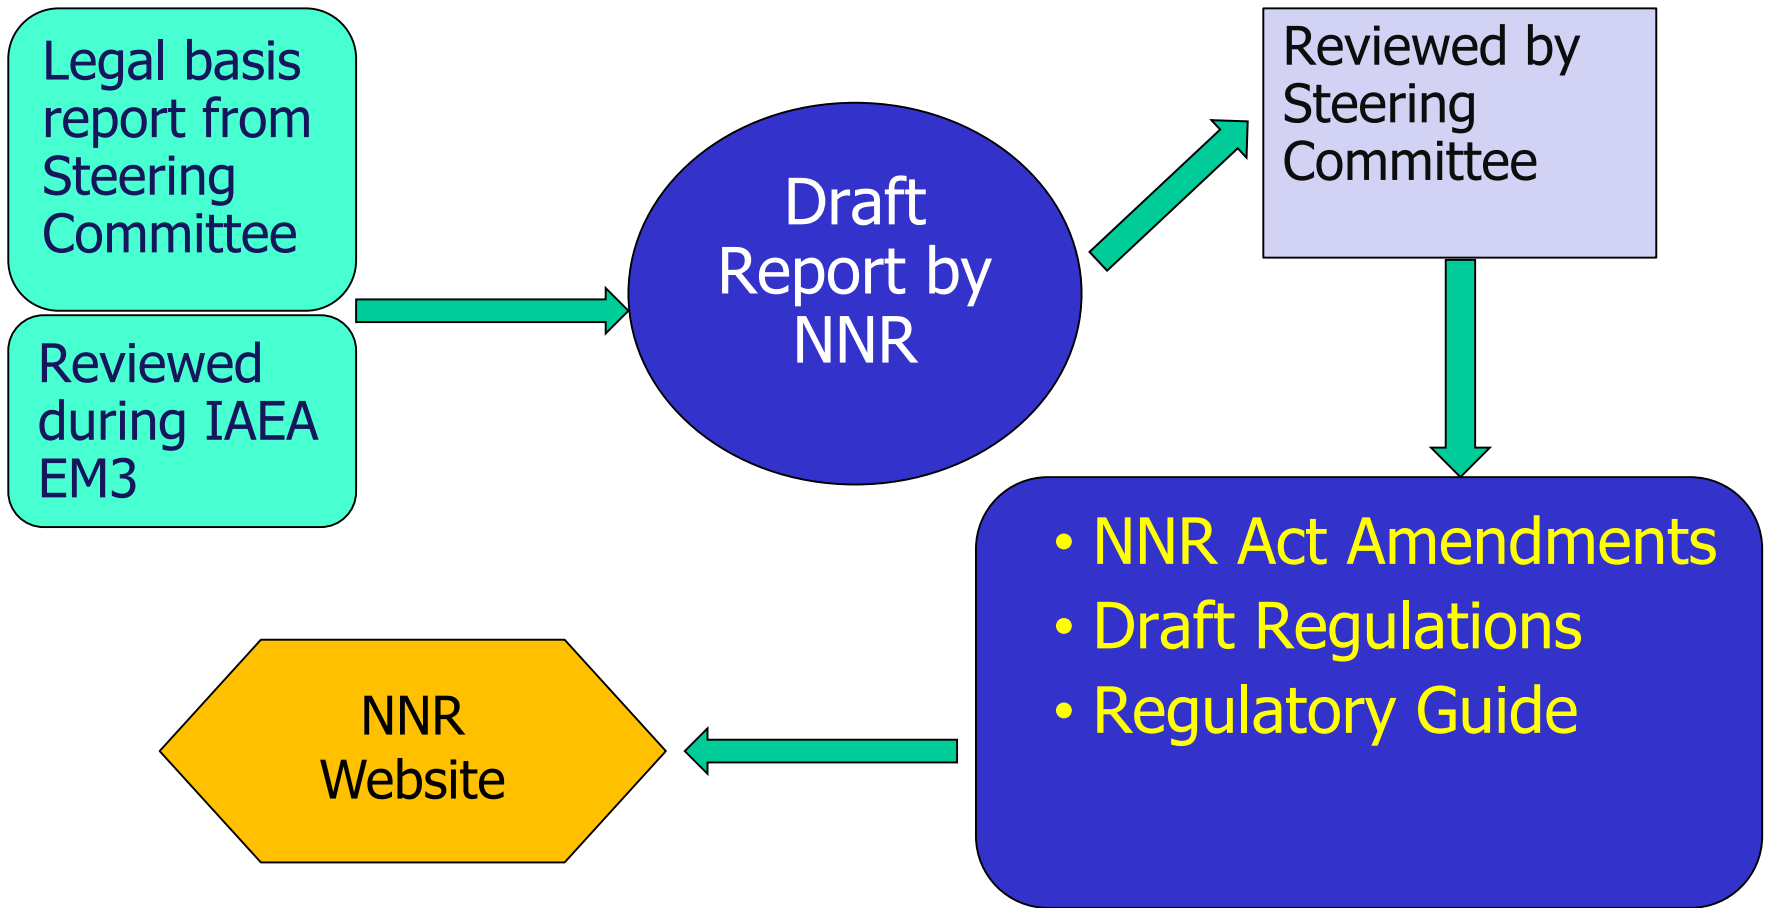 Legal basis
report from
Steering
Committee
Reviewed
during IAEA
EM3
Draft
Report by
NNR
Reviewed by
Steering
Committee
• NNR Act Amendments
• Draft Regulations
• Regulatory Guide
NNR
Website